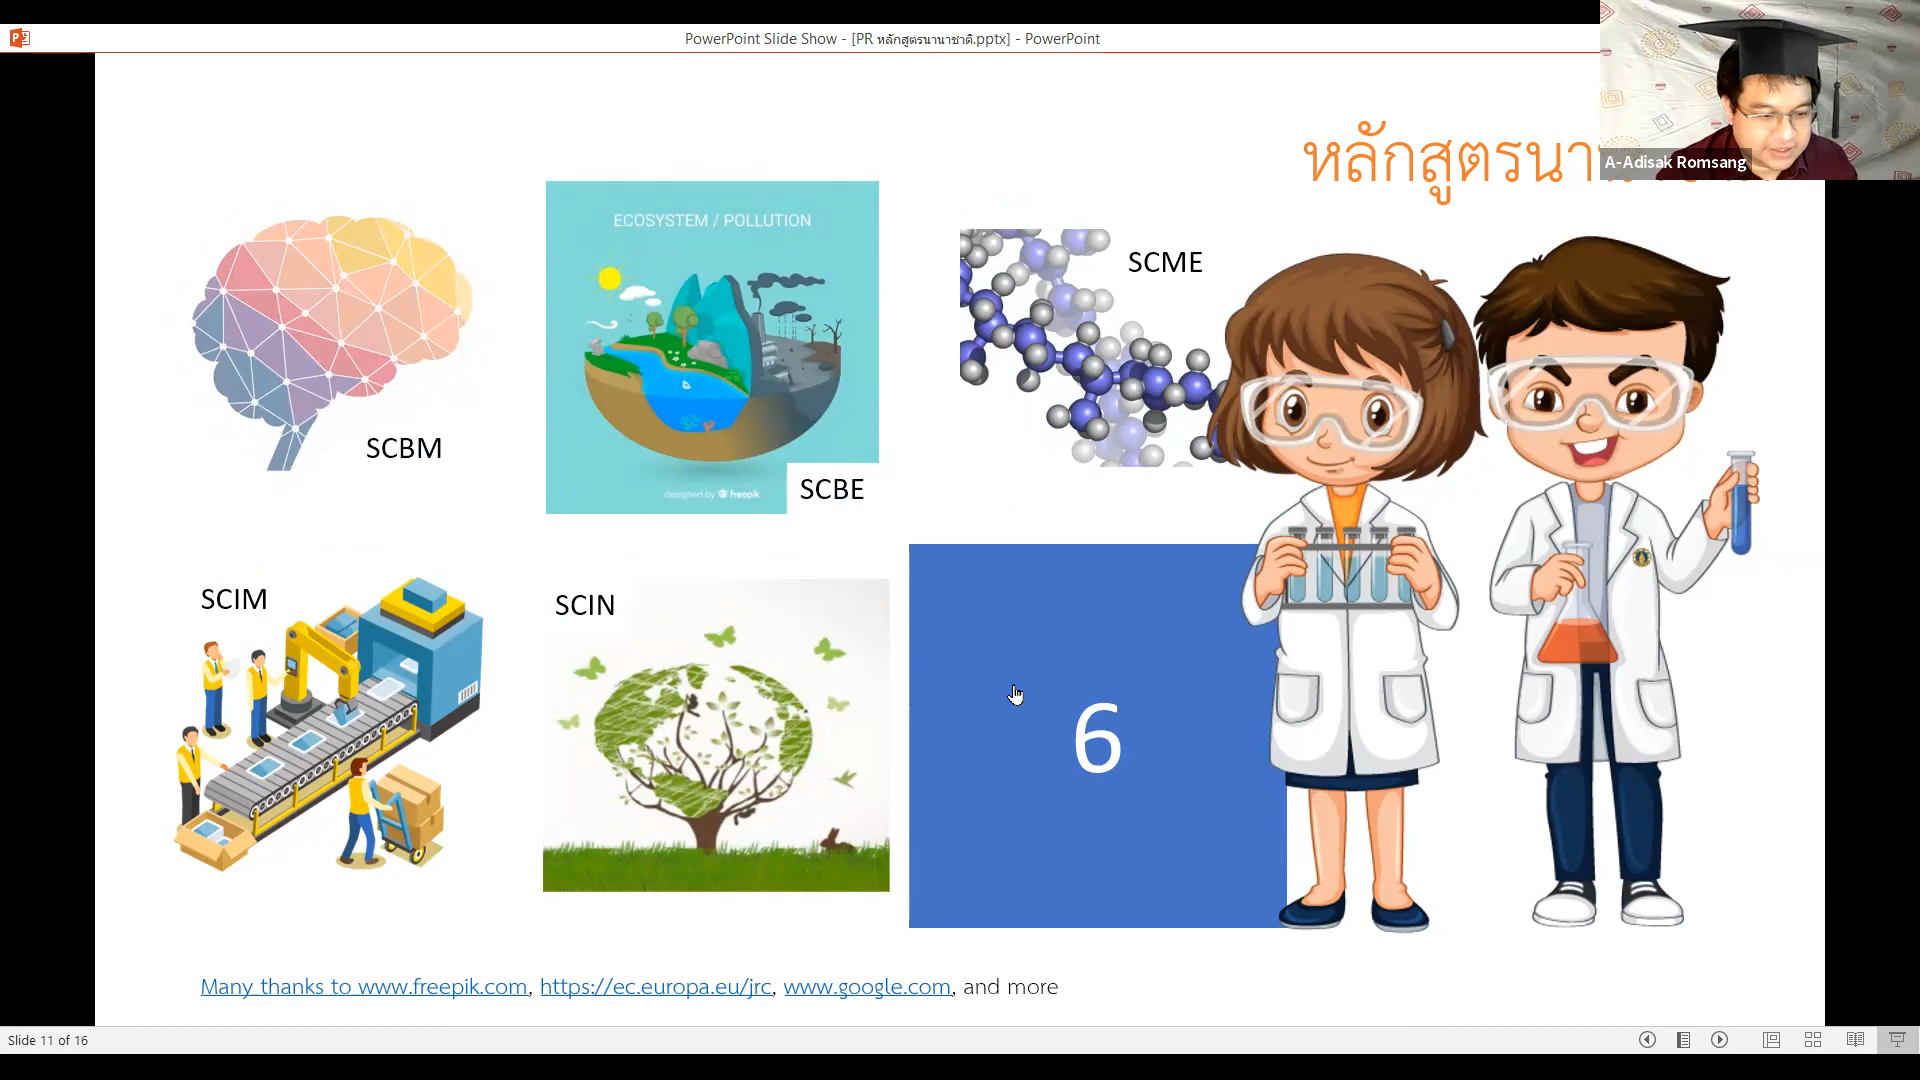 PowerPoint Slide Show - [PR หลักสูตรนานาชาติ.pptx] - PowerPoint
A-Adisak Romsang
หลักสูตรนา
ECOSYSTEM / POLLUTION
SCME
SCBM
designed by freepik
SCBE
SCIM
SCIN
6
Many thanks to www.freepik.com, https://ec.europa.eu/jrc, www.google.com, and more
Slide 11 of 16